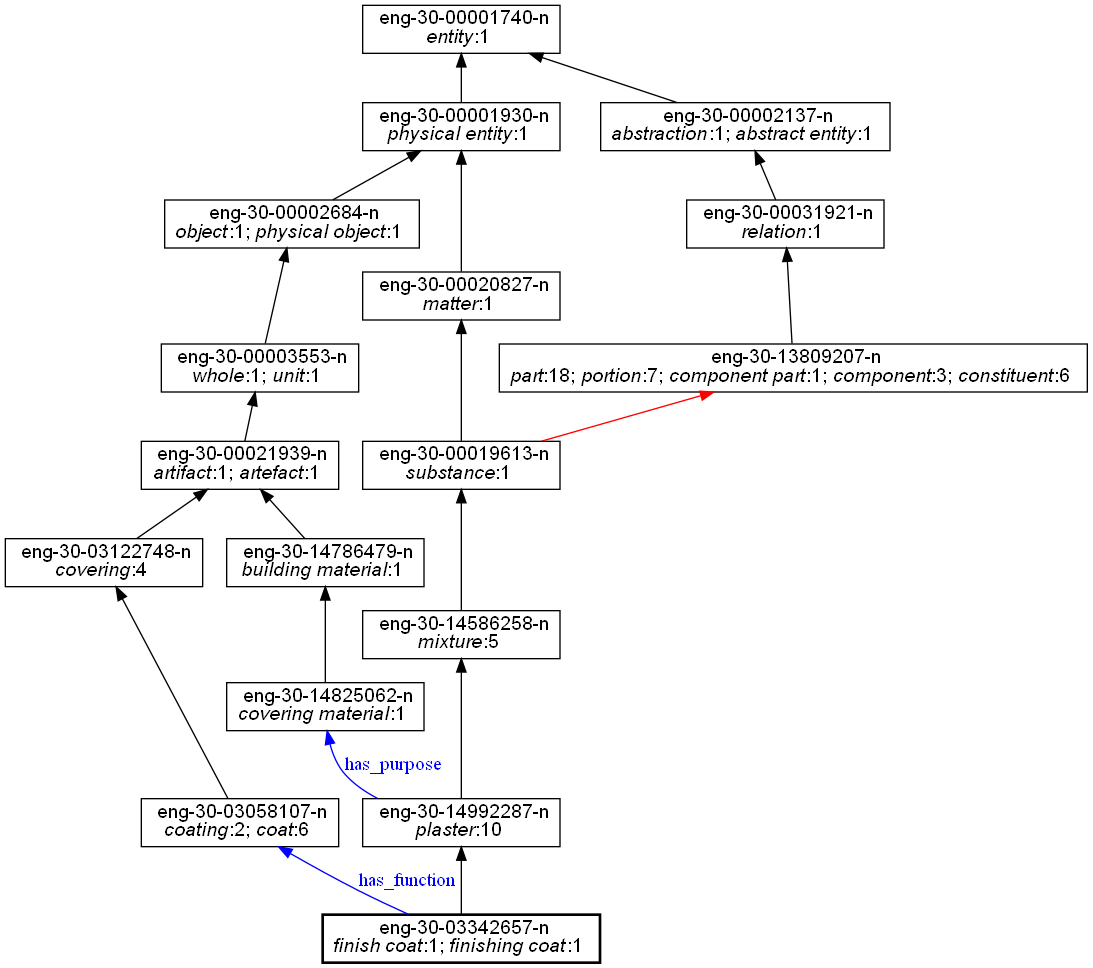 eng-30-00001740-n
entity:1
eng-30-00001930-n
physical entity:1
eng-30-00002137-n
abstraction:1; abstract entity:1
eng-30-00002684-n
object:1; physical object:1
eng-30-00031921-n
relation:1
eng-30-00020827-n
matter:1
eng-30-00003553-n
whole:1; unit:1
eng-30-13809207-n
part:18; portion:7; component part:1; component:3; constituent:6
eng-30-00021939-n
artifact:1; artefact:1
eng-30-00019613-n
substance:1
eng-30-03122748-n
covering:4
eng-30-14786479-n
building material:1
eng-30-14586258-n
mixture:5
eng-30-14825062-n
covering material:1
has_purpose
eng-30-03058107-n
coating:2; coat:6
eng-30-14992287-n
plaster:10
has_function
eng-30-03342657-n
finish coat:1; finishing coat:1